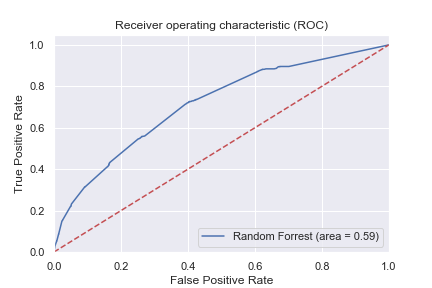 Receiver operating characteristic (ROC)
1.0
0.8
0.6
0.4
0.2
0.0
True Positive Rate
Random Forrest (area = 0.59)
0.0 0.2 0.4 0.6 0.8 1.0
False Positive Rate